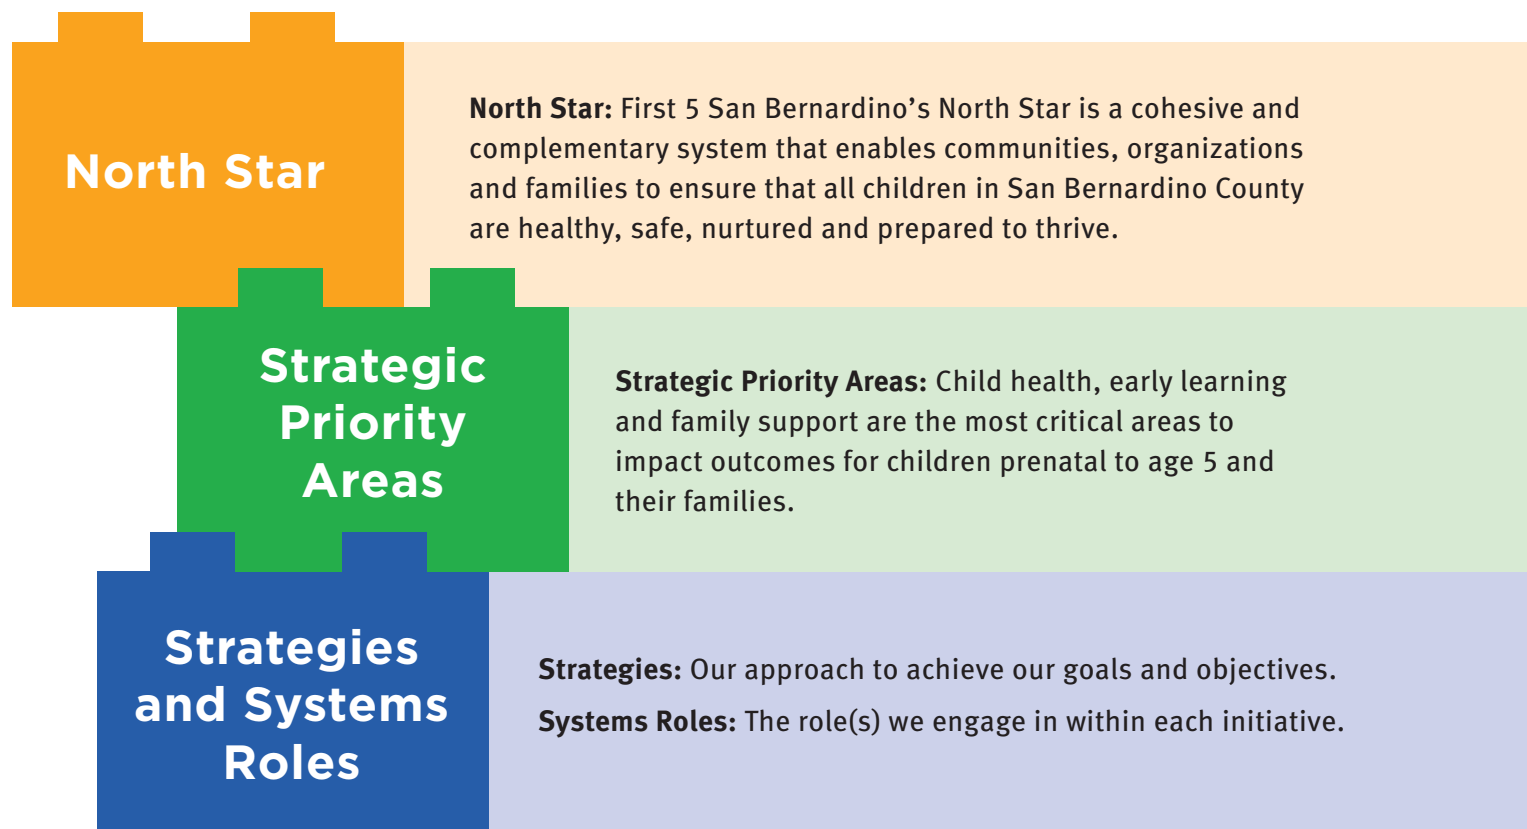 North Star
North Star: First 5 San Bernardino’s North Star is a cohesive and
complementary system that enables communities, organizations
and families to ensure that all children in San Bernardino County
are healthy, safe, nurtured and prepared to thrive.
Strategic
Priority
Areas
Strategic Priority Areas: Child health, early learning
and family support are the most critical areas to
impact outcomes for children prenatal to age 5 and
their families.
Strategies
and Systems
Roles
Strategies: Our approach to achieve our goals and objectives.
Systems Roles: The role(s) we engage in within each initiative.